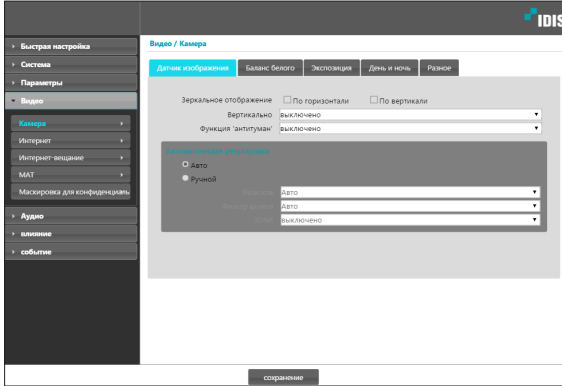 IDIS
Быстрая настройка
Система
Параметры
Видео
Камера
Интернет
Интернет-вещание
MAT
Маскировка для конфиденциаль
Аудио
влияние
событие
Видео / Камера
Датчик изображения Баланс белого Экспозиция День и ночь Разное
Зеркальное отображение По горизонтали По вертикали
Вертикально выключено
Функция 'антитуман' выключено
Авто
Ручной
Резкость Авто
Авто
выключено
сохранение